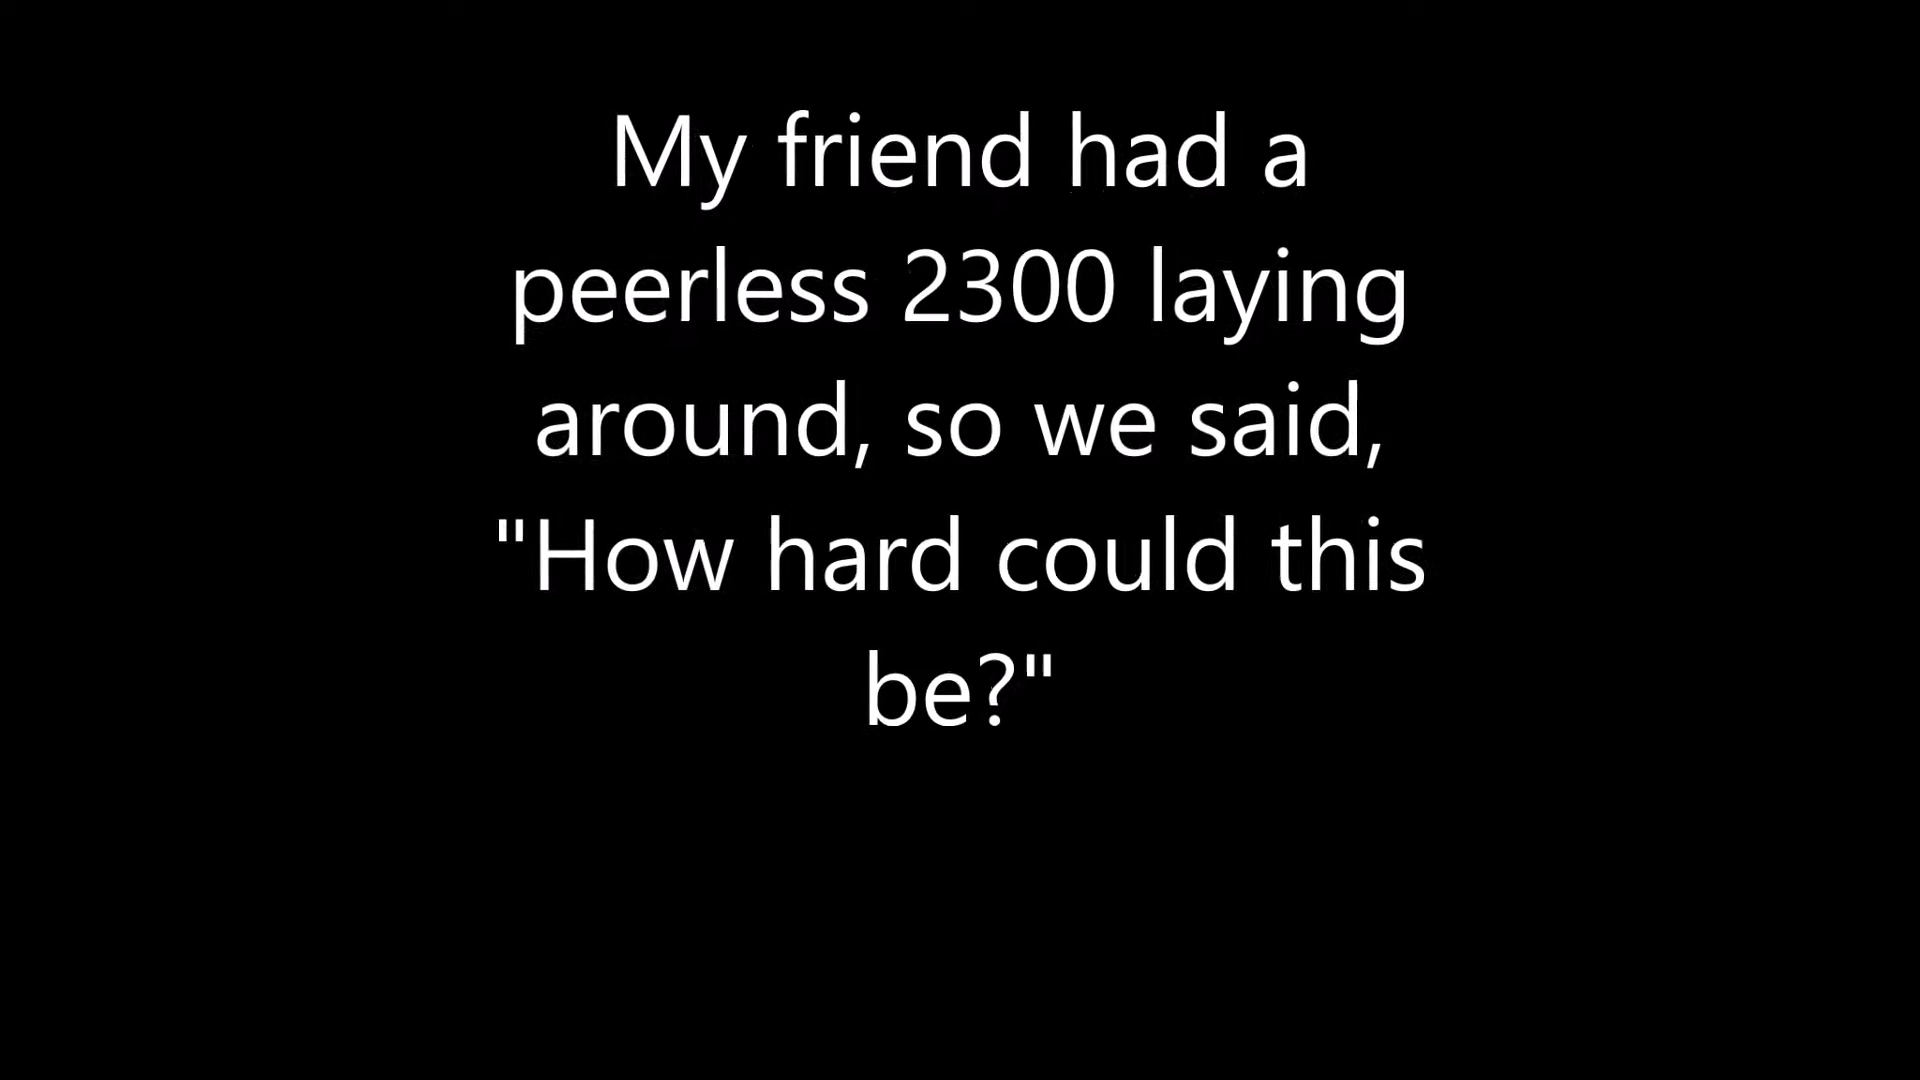 My friend had a
peerless 2300 laying
around, so we said,
"How hard could this
be?"